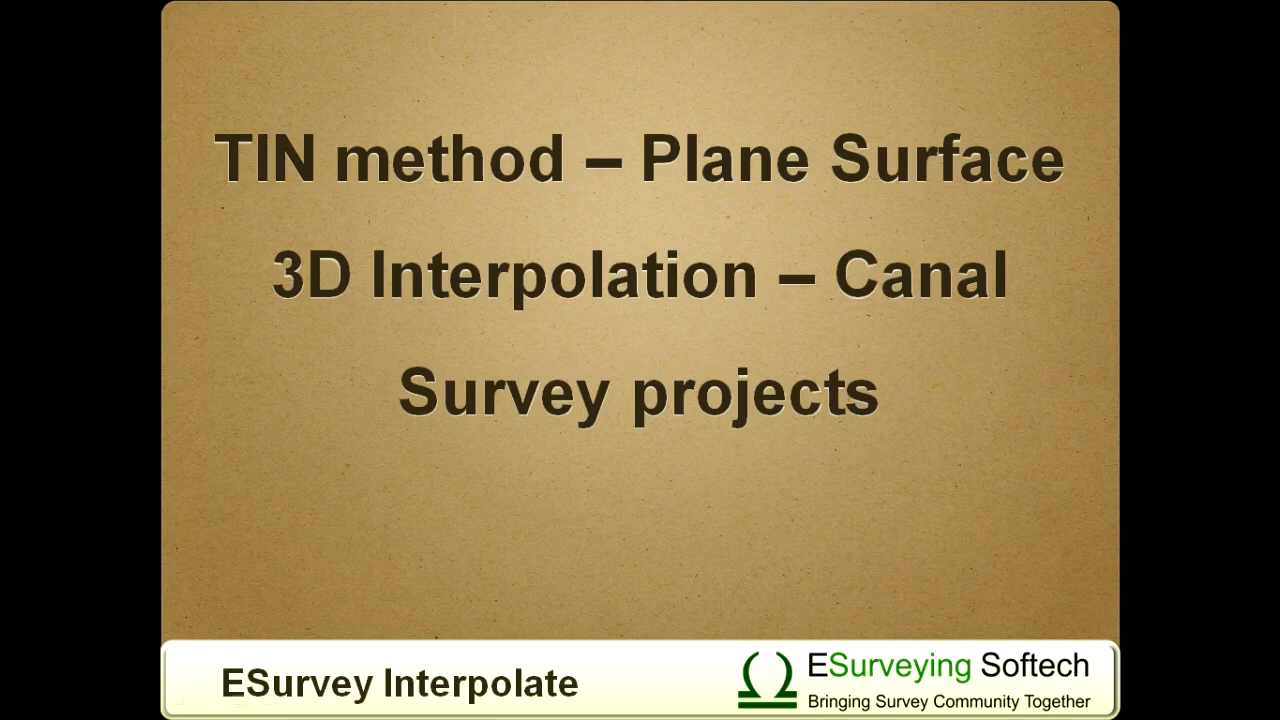 TIN method – Plane Surface
3D Interpolation – Canal
Survey projects
ESurvey Interpolate
ESurveying Softech
Bringing Survey Community Together